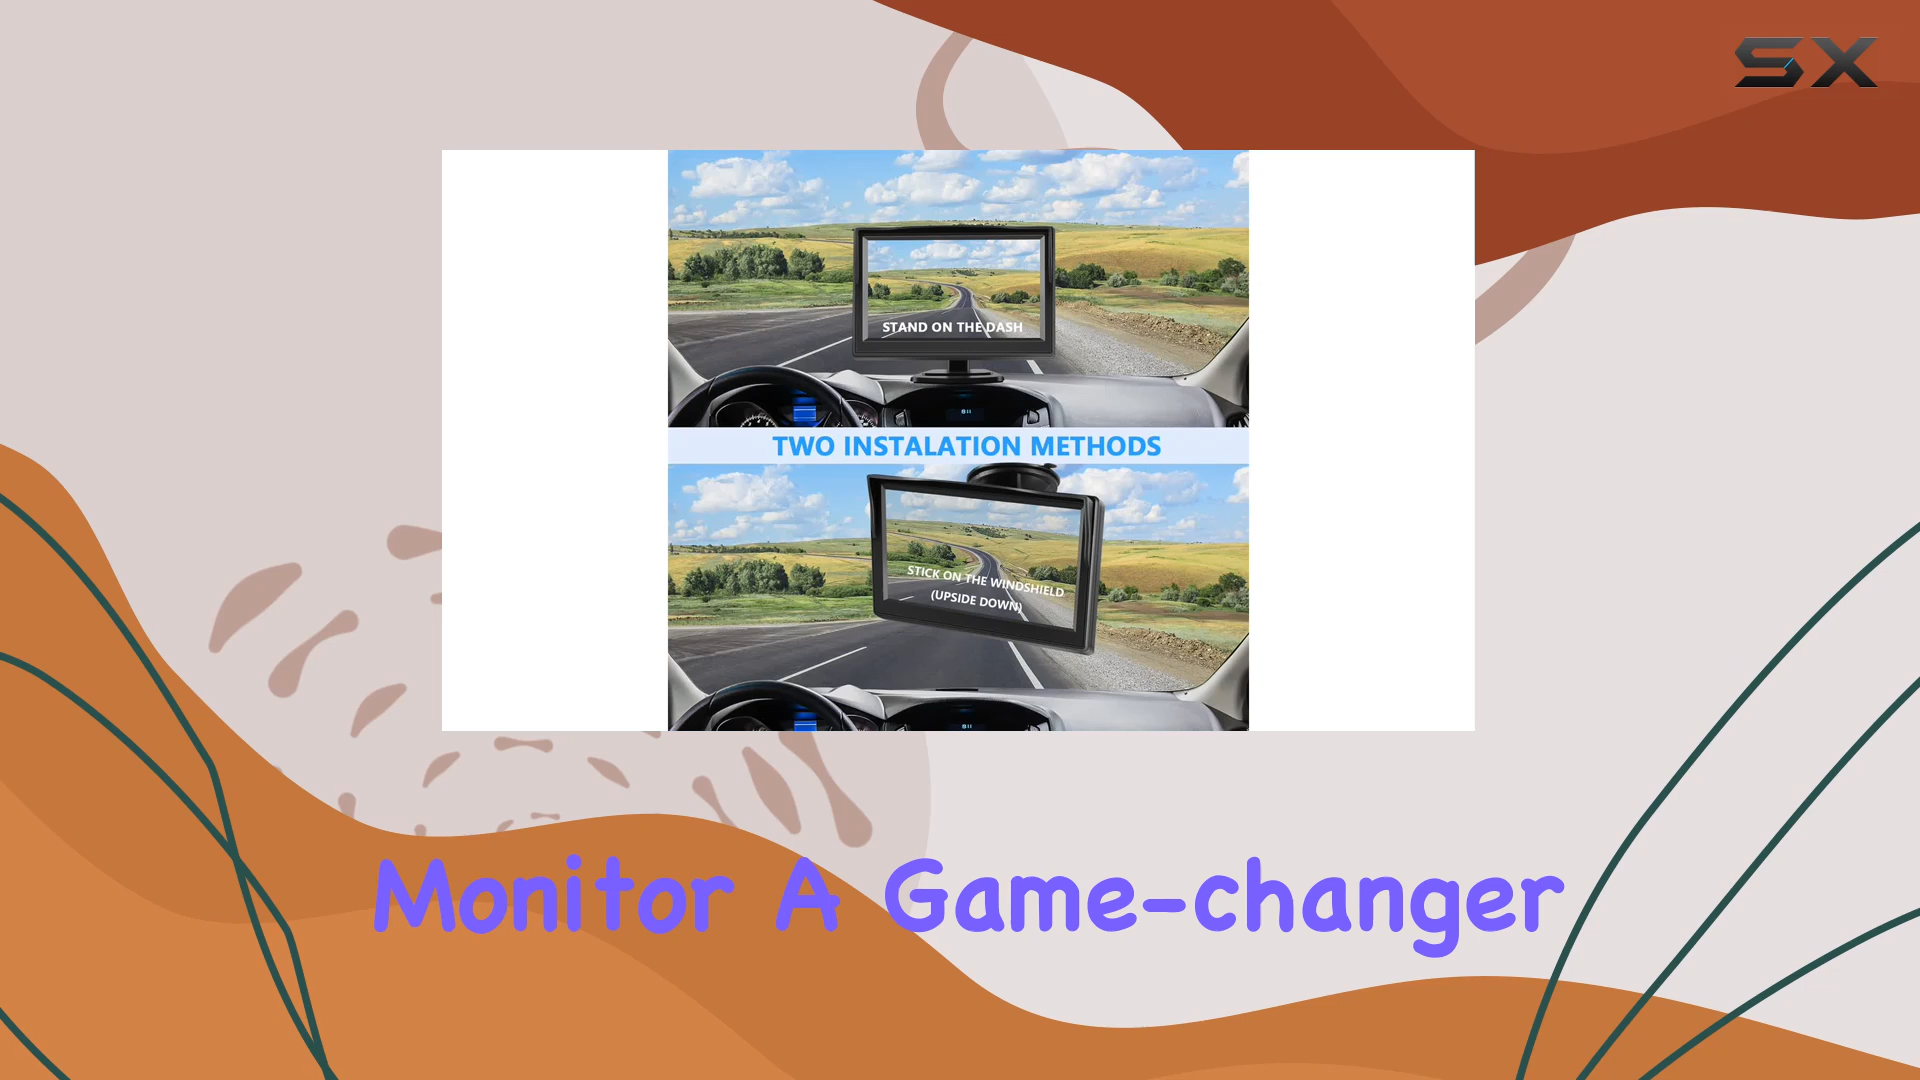 SX
STAND ON THE DASH
TWO INSTALATION METHODS
STICK ON THE WINDSHIELD
(UPSIDE DOWN)
Monitor A Game-changer